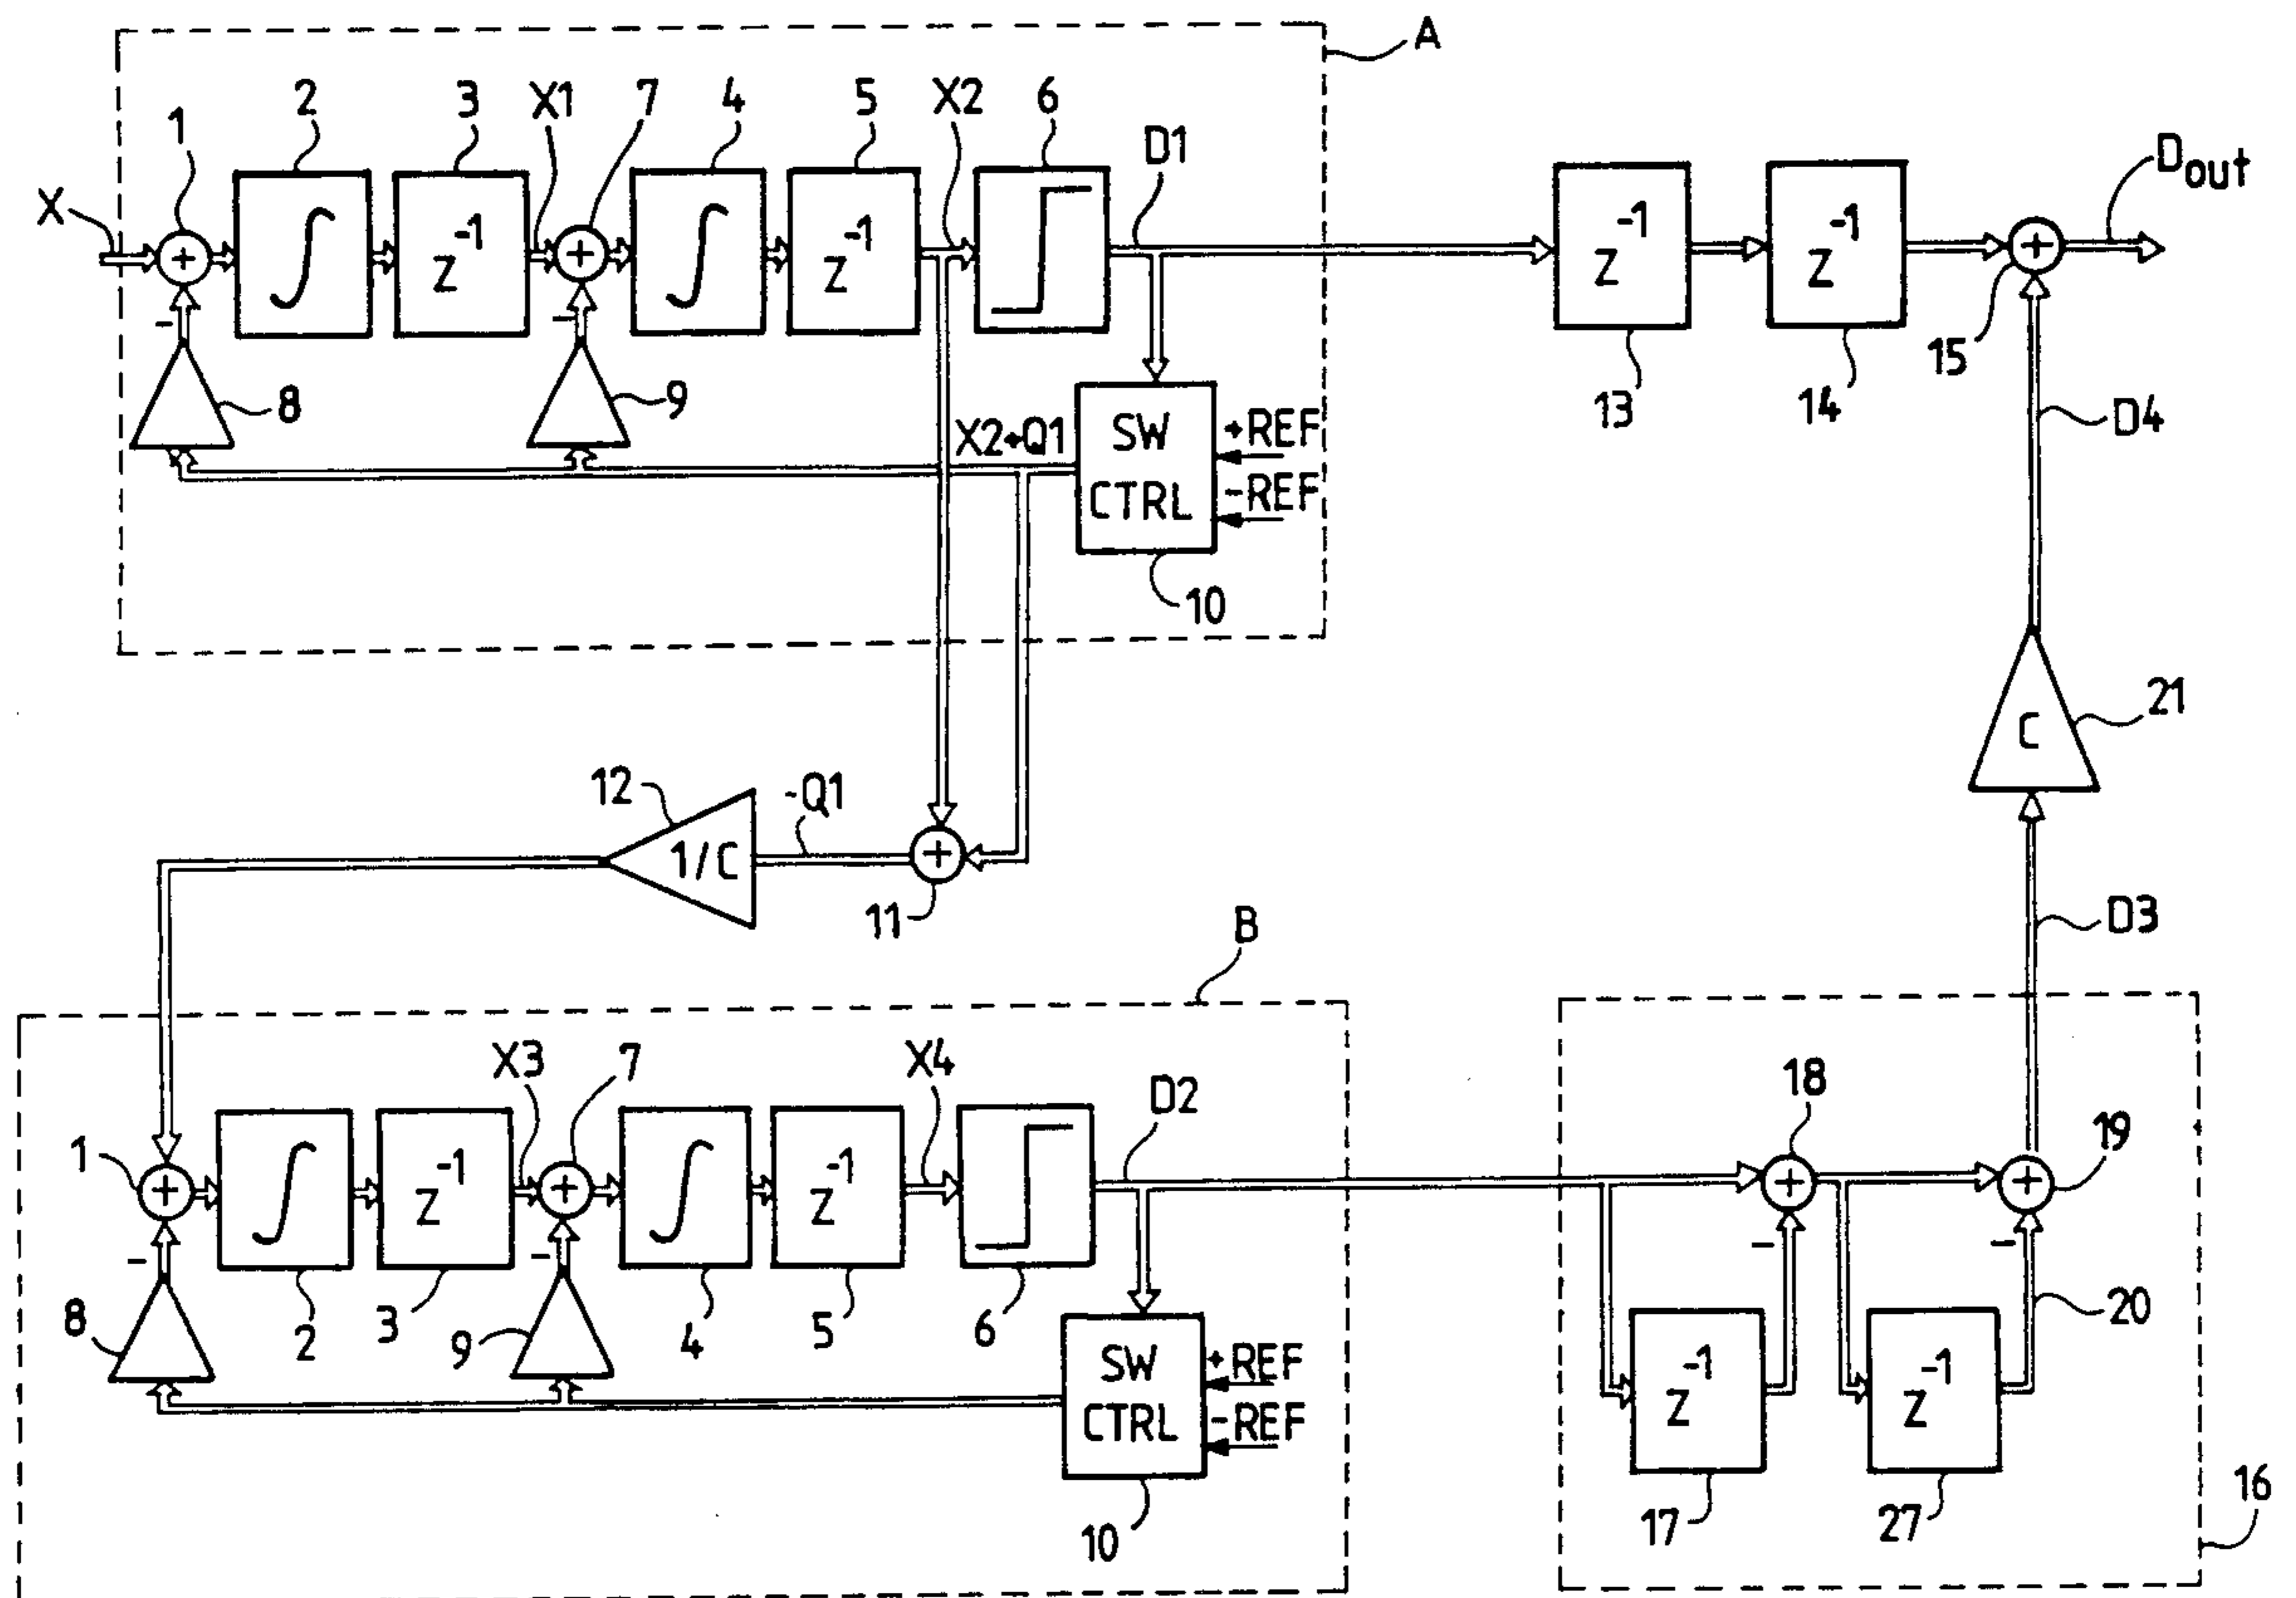 A
2
3
X1
7
4
5
X2
6
D1
1
X
+
∫
z⁻¹
+
∫
z⁻¹
z⁻¹
z⁻¹
+
Dout
-
-
8
9
X2+Q1
SW
CTRL
+REF
-REF
10
13
14
15
D4
C
21
12
-Q1
1/C
+
11
D3
B
X3
7
X4
D2
18
19
1
+
∫
z⁻¹
+
∫
z⁻¹
+
+
-
-
-
-
8
2
3
9
4
5
6
SW
CTRL
+REF
-REF
10
z⁻¹
z⁻¹
20
17
27
16